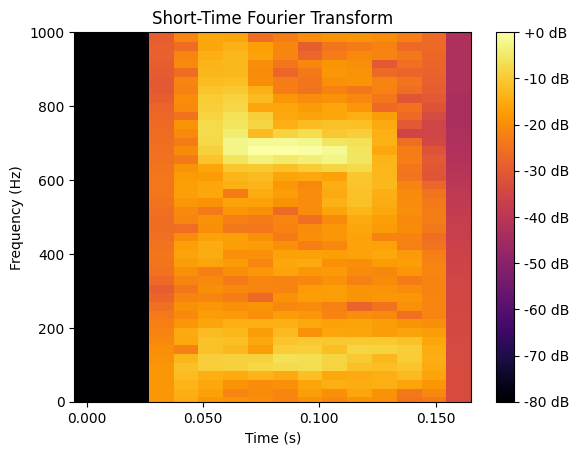 Short-Time Fourier Transform
Frequency (Hz)
1000
800
600
400
200
0
0.000
0.050
0.100
0.150
Time (s)
+0 dB
-10 dB
-20 dB
-30 dB
-40 dB
-50 dB
-60 dB
-70 dB
-80 dB